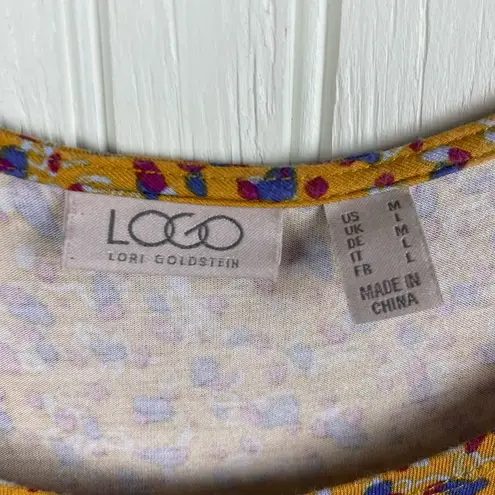 LOGO
LORI GOLDSTEIN
US M
UK L
DE M
IT L
FR L
MADE IN
CHINA